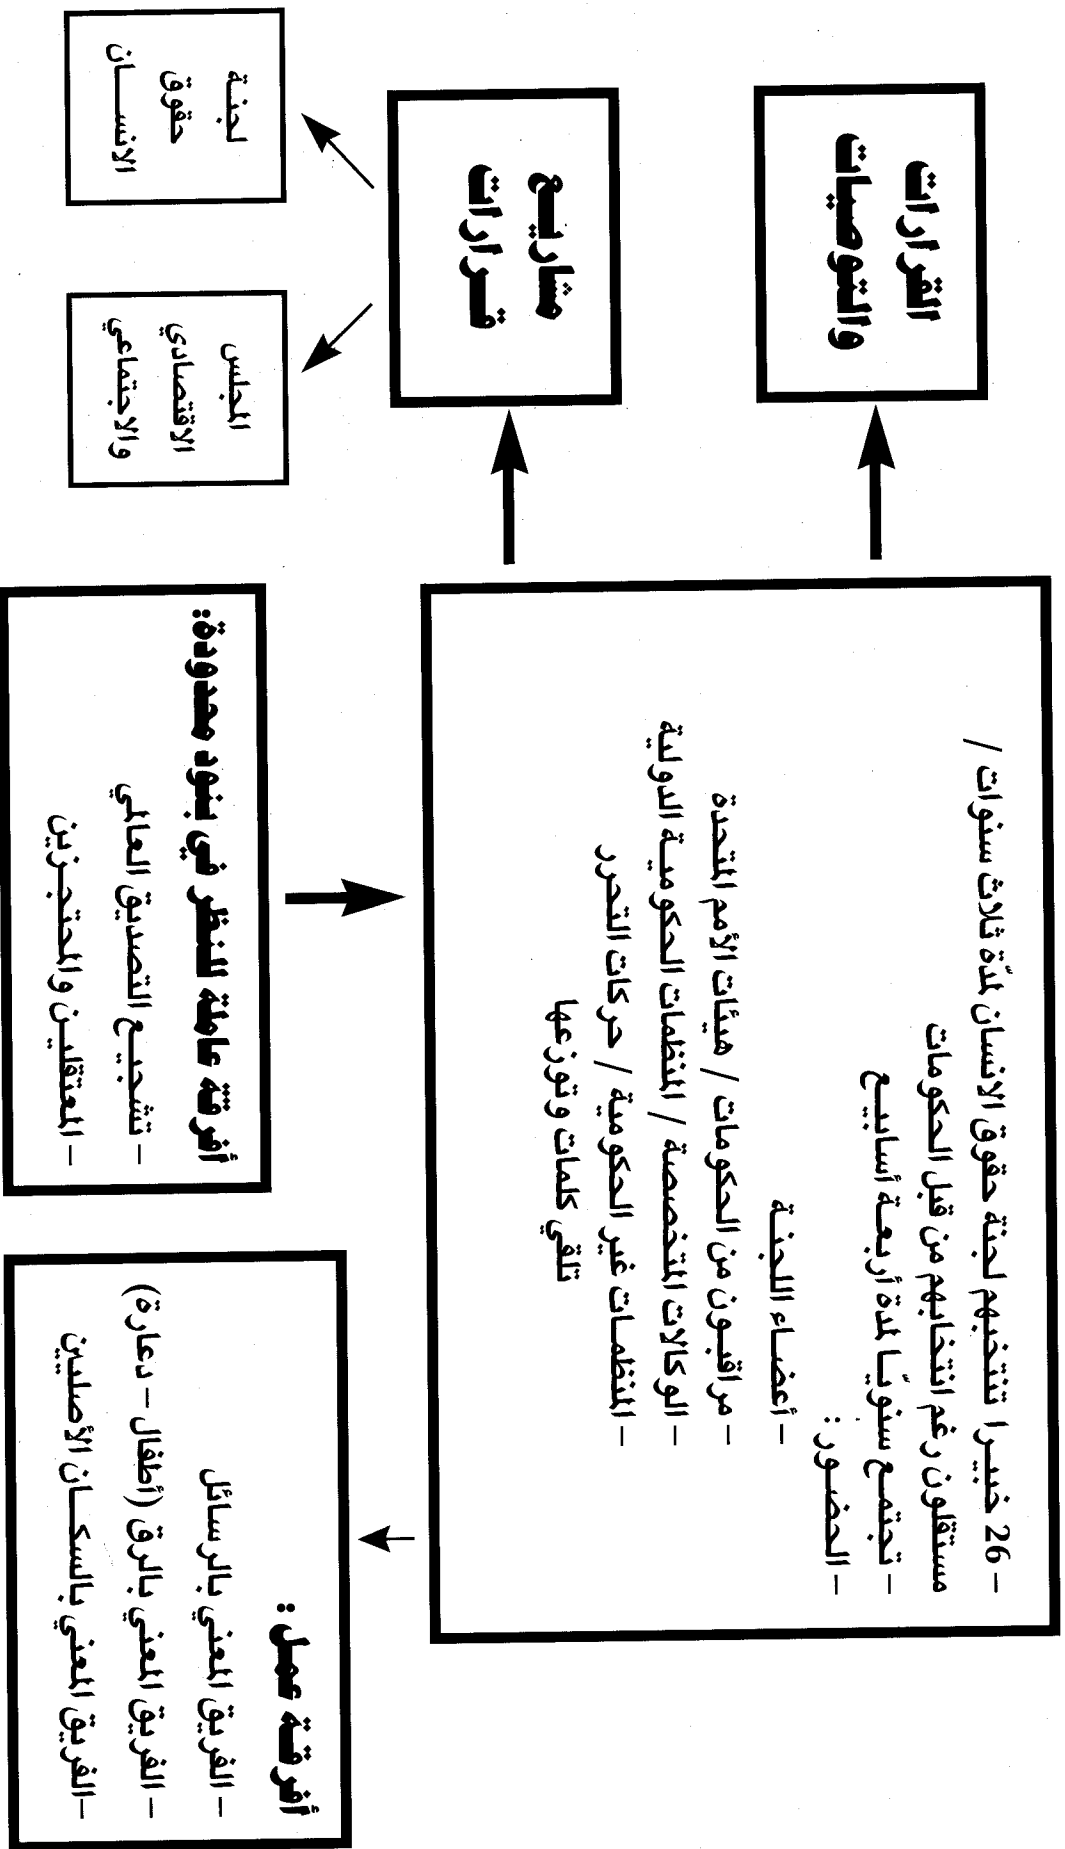 – 26 خبيرا تنتخبهم لجنة حقوق الانسان لمدّة ثلاث سنوات /
مستقلون رغم انتخابهم من قبل الحكومات
– تجتمع سنويًا لمدة أربعة أسابيع
– الحضور :
– أعضاء اللجنة
– مراقبون من الحكومات / هيئات الأمم المتحدة
– الوكالات المتخصصة / المنظمات الحكومية الدولية
– المنظمات غير الحكومية / حركات التحرر
تلقي كلمات وتوزعها
القرارات
والتوصيات
مشاريع
قرارات
لجنة
حقوق
الانسان
المجلس
الاقتصادي
والاجتماعي
أفرقة عمل :
– الفريق المعني بالرسائل
– الفريق المعني بالرق (أطفال – دعارة)
– الفريق المعني بالسكان الأصليين
أفرقة عاملة للنظر في بنود محدودة:
– تشجيع التصديق العالمي
– المعتقلين والمحتجزين